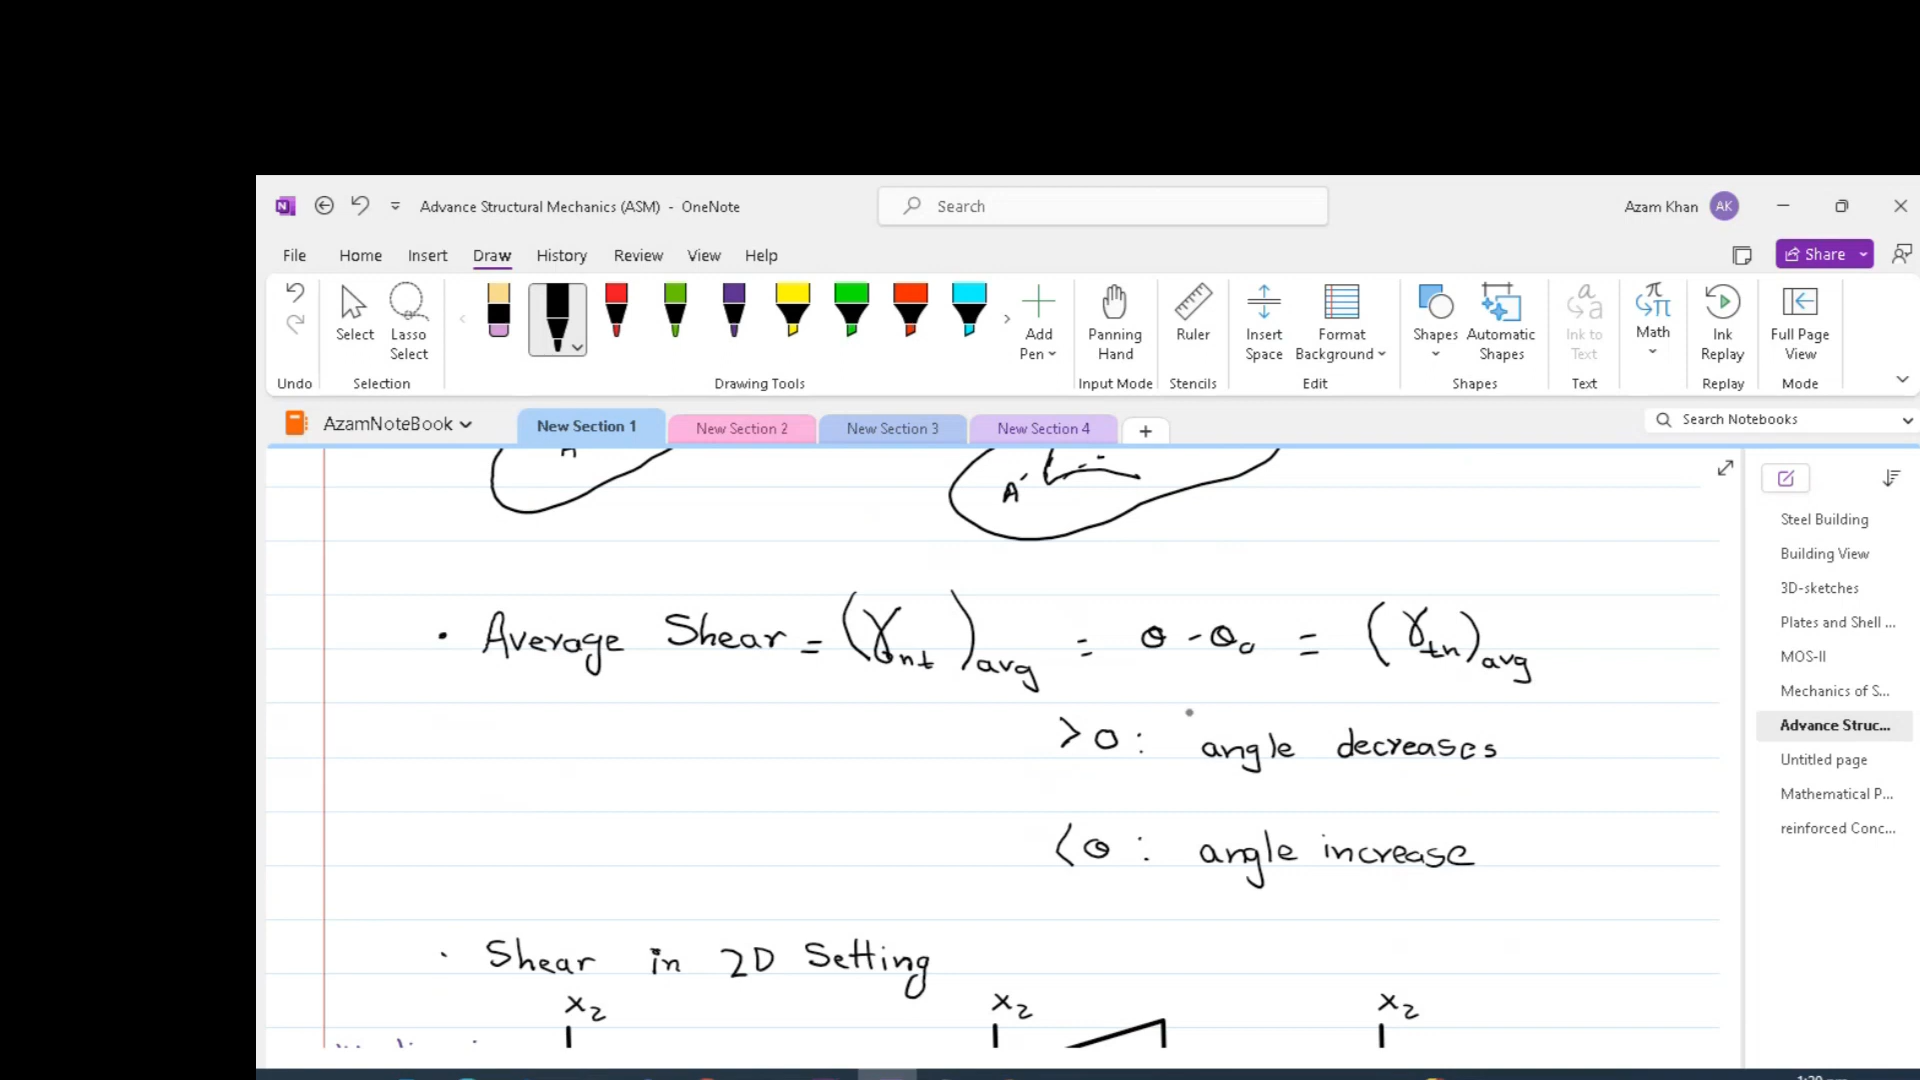 Advance Structural Mechanics (ASM) - OneNote
Search
Azam Khan AK
File Home Insert Draw History Review View Help
Share
Select
Lasso Select
Add Pen
Panning Hand
Ruler
Insert Space
Format Background
Shapes
Automatic Shapes
Ink to Text
Math
Ink Replay
Full Page View
Undo Selection Drawing Tools Input Mode Stencils Edit Shapes Text Replay Mode
AzamNoteBook New Section 1 New Section 2 New Section 3 New Section 4 +
Search Notebooks
Steel Building
Building View
3D-sketches
Plates and Shell ...
MOS-II
Mechanics of S...
Advance Struc...
Untitled page
Mathematical P...
reinforced Conc...
A'
• Average Shear = (γnt)avg = θ - θo = (γtn)avg
> 0 : angle decreases
< 0 : angle increase
· Shear in 2D Setting
x2 x2 x2